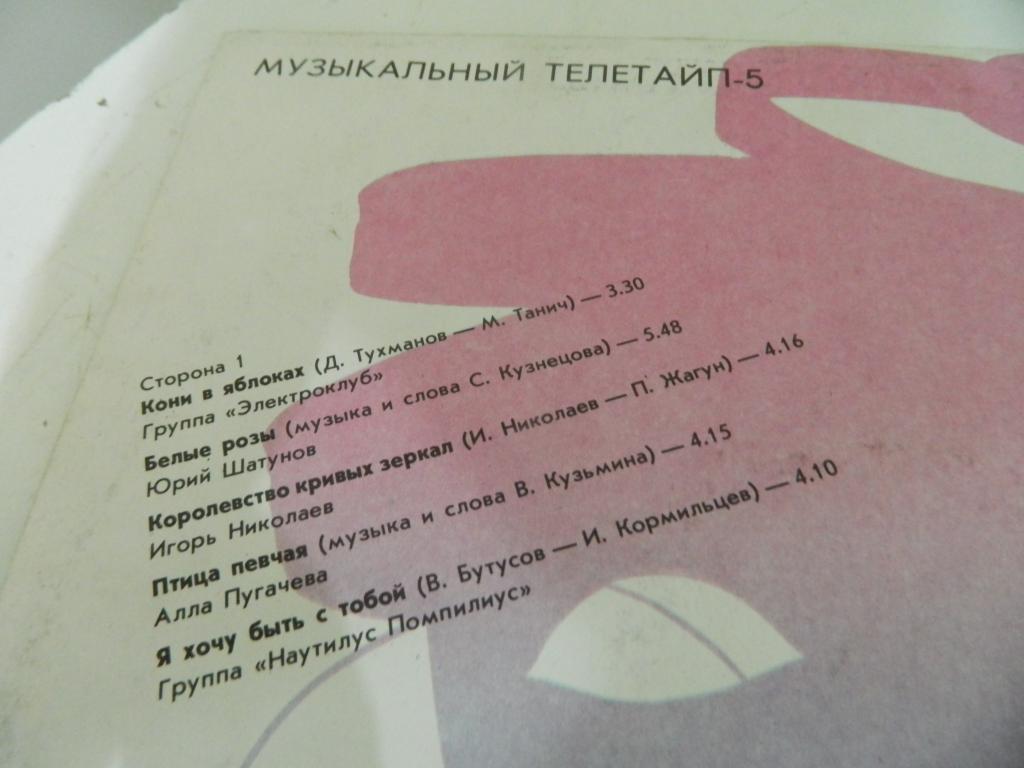 МУЗЫКАЛЬНЫЙ ТЕЛЕТАЙП-5
Сторона 1
Кони в яблоках (Д. Тухманов — М. Танич) — 3.30
Группа «Электроклуб»
Белые розы (музыка и слова С. Кузнецова) — 5.48
Юрий Шатунов
Королевство кривых зеркал (И. Николаев — П. Жагун) — 4.16
Игорь Николаев
Птица певчая (музыка и слова В. Кузьмина) — 4.15
Алла Пугачева
Я хочу быть с тобой (В. Бутусов — И. Кормильцев) — 4.10
Группа «Наутилус Помпилиус»